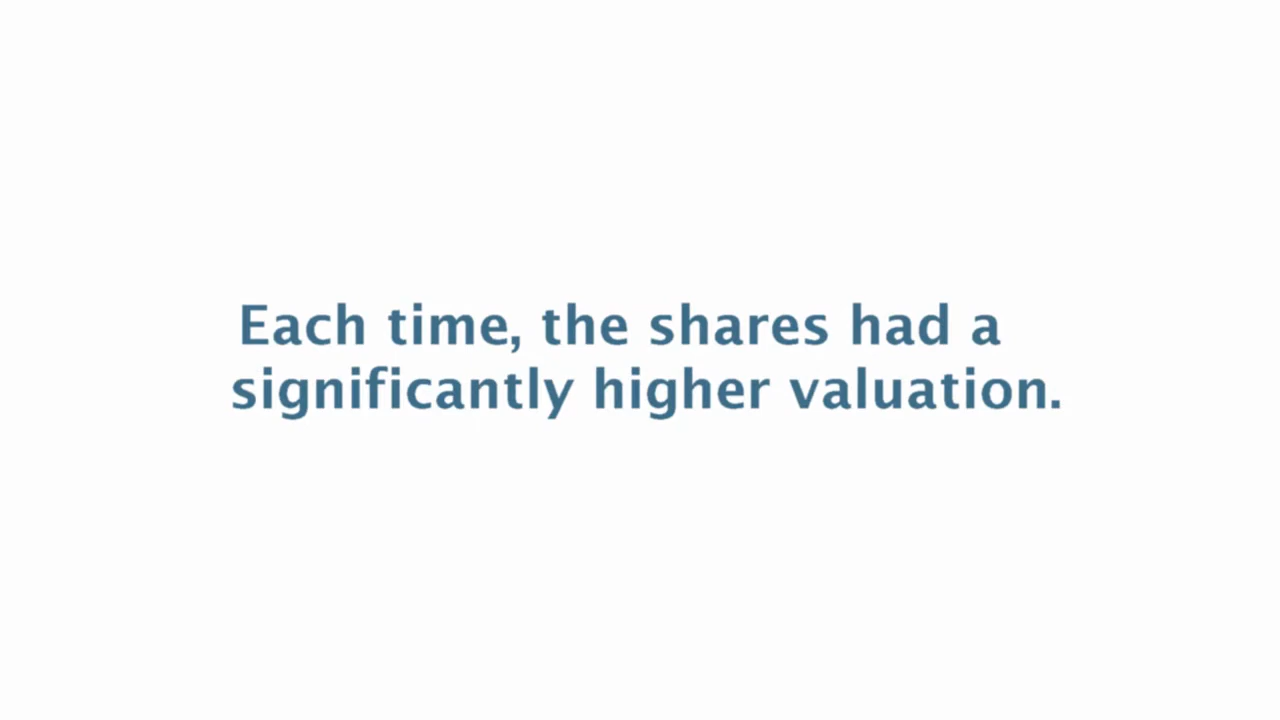 Each time, the shares had a
significantly higher valuation.